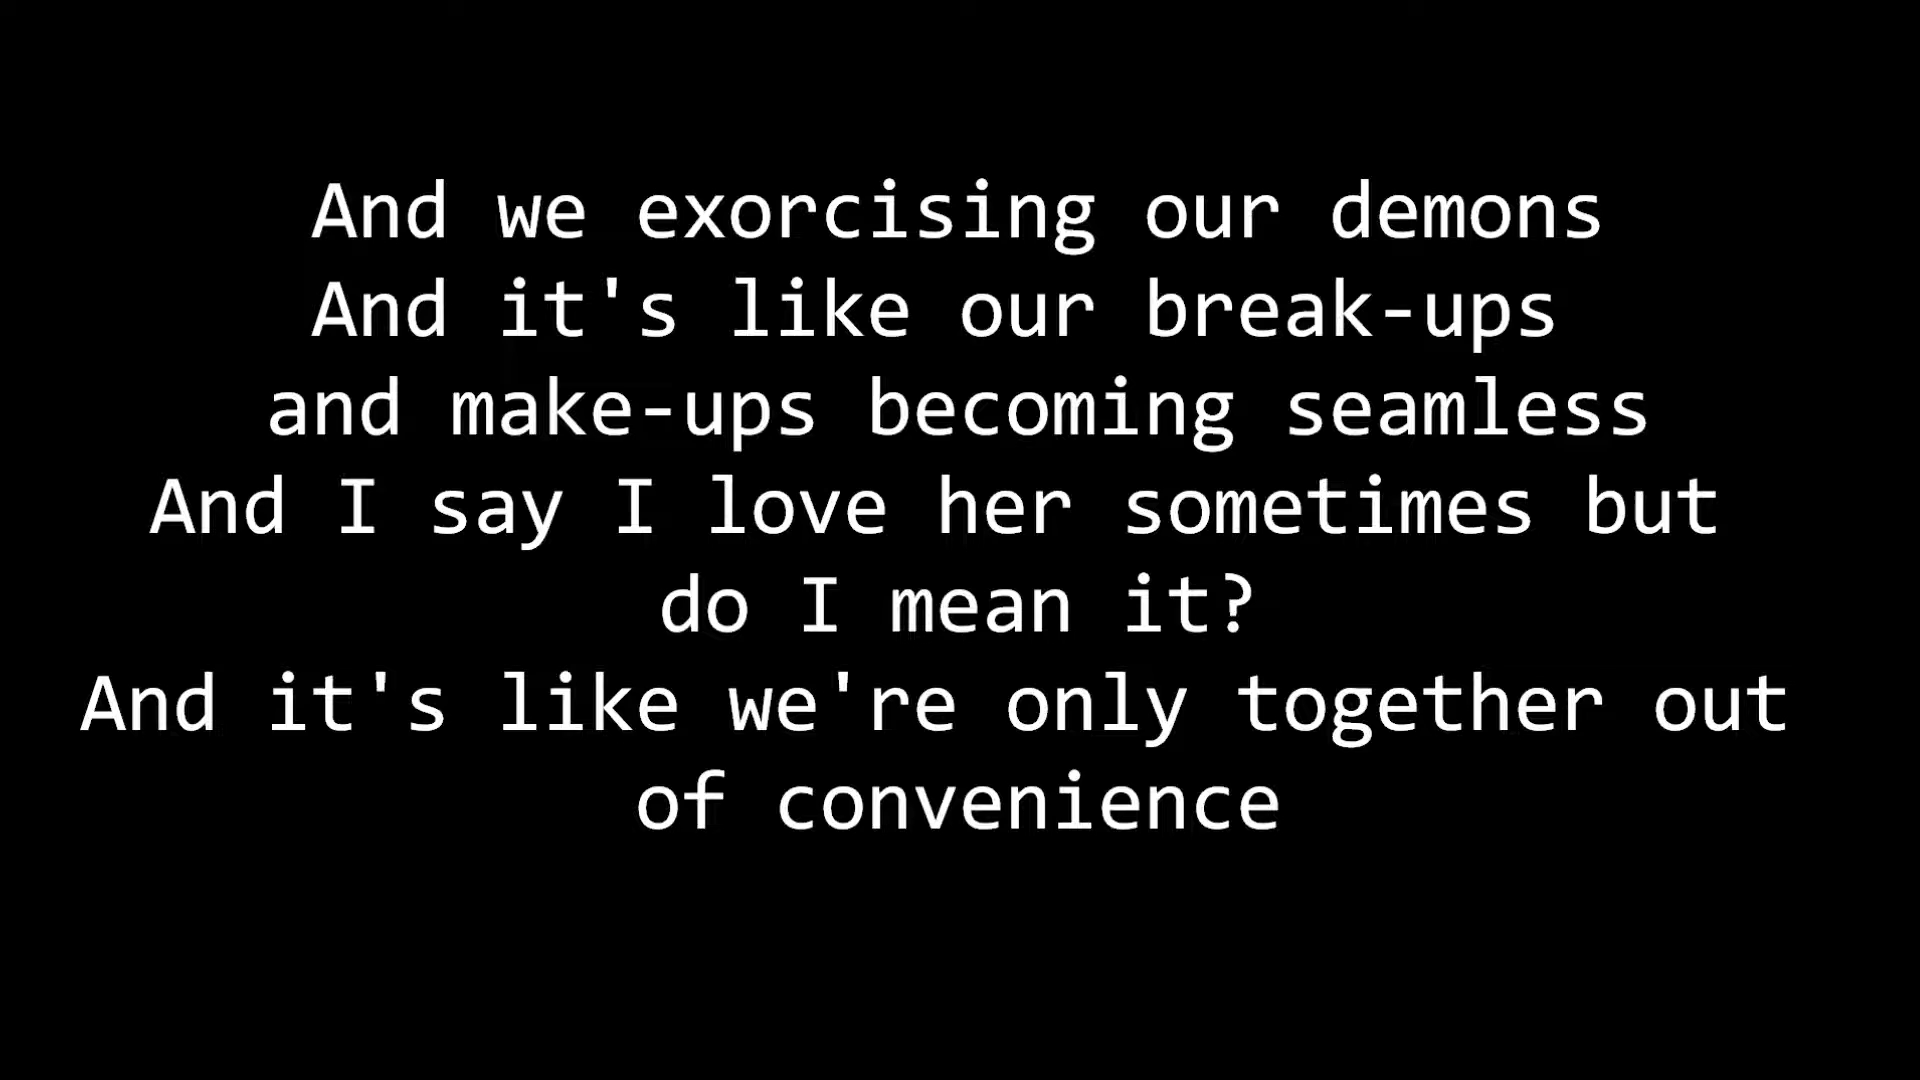 And we exorcising our demons
And it's like our break-ups
and make-ups becoming seamless
And I say I love her sometimes but
do I mean it?
And it's like we're only together out
of convenience